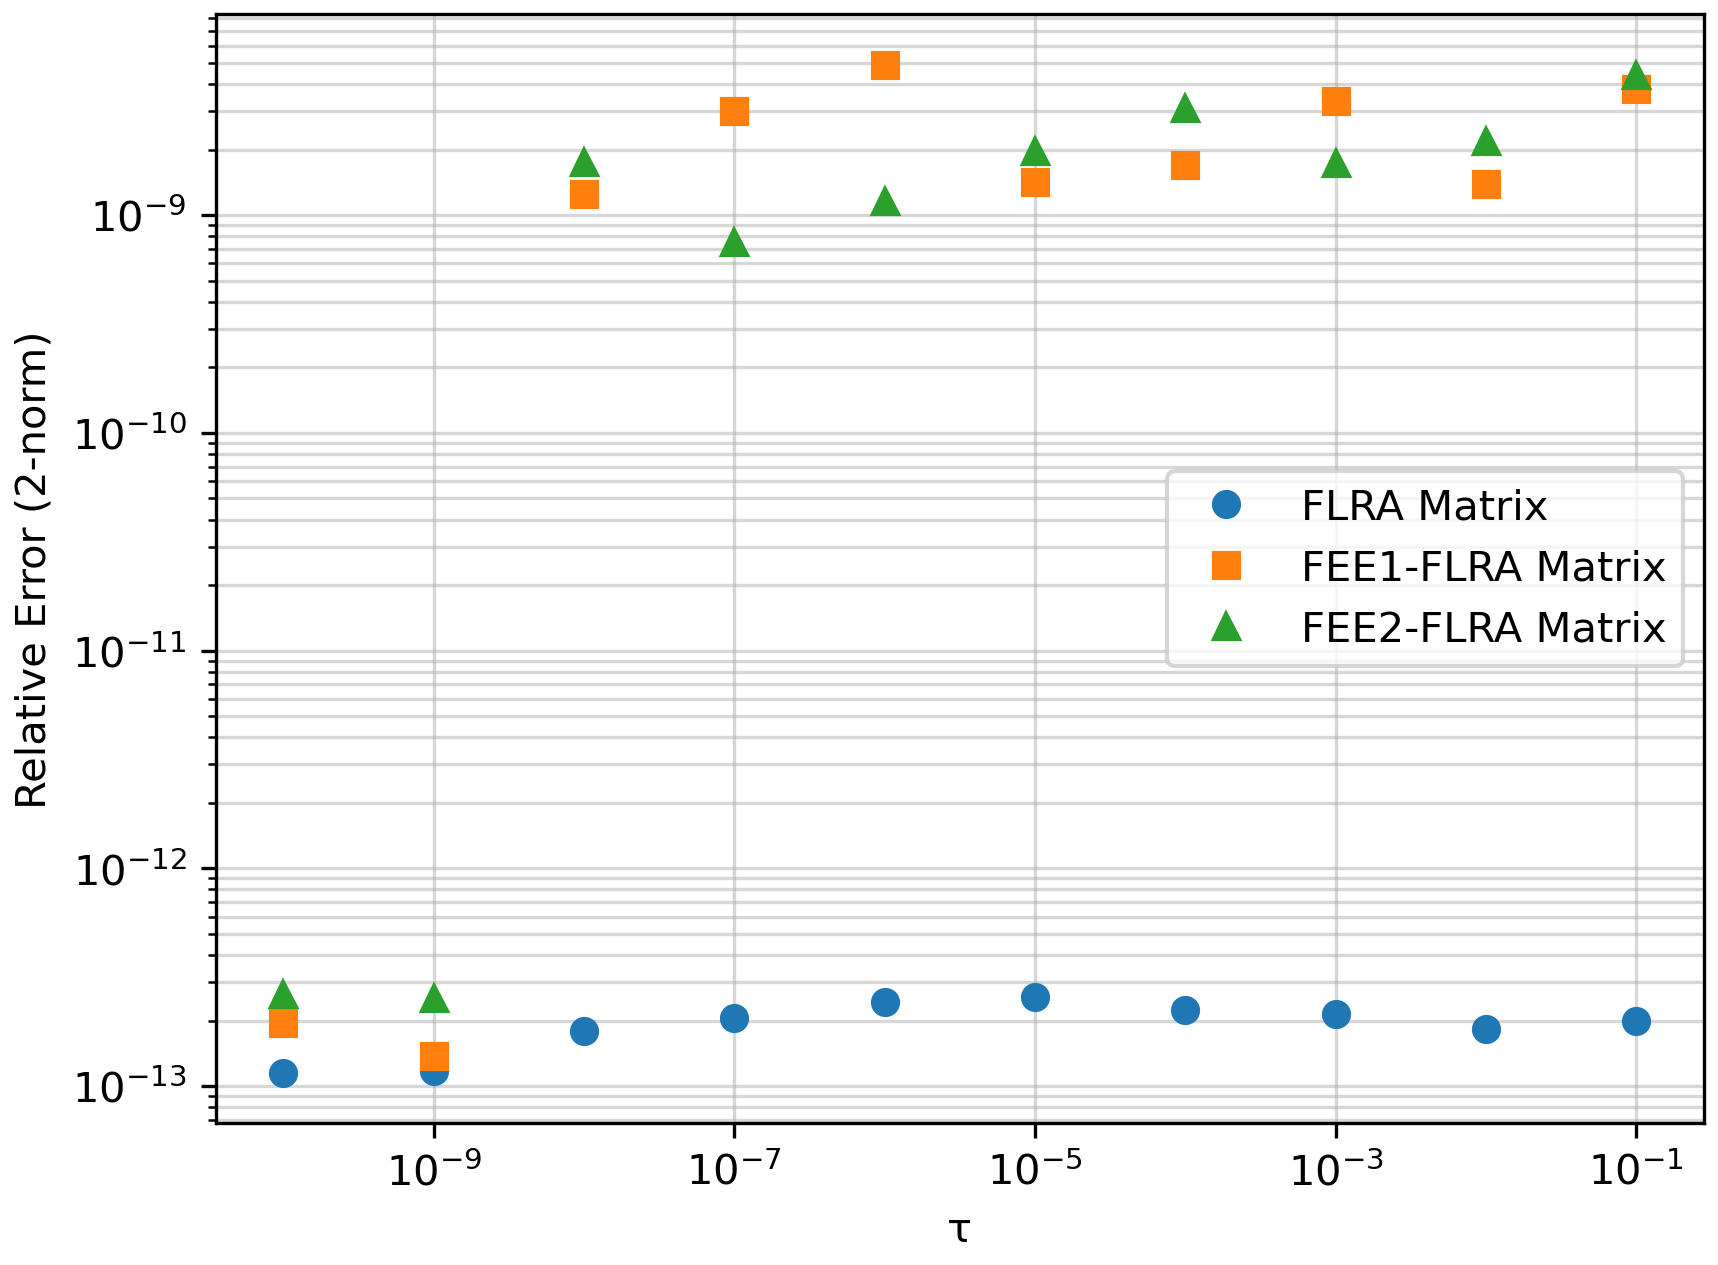 Relative Error (2-norm)
10⁻⁹
10⁻¹⁰
10⁻¹¹
10⁻¹²
10⁻¹³
FLRA Matrix
FEE1-FLRA Matrix
FEE2-FLRA Matrix
10⁻⁹ 10⁻⁷ 10⁻⁵ 10⁻³ 10⁻¹
τ